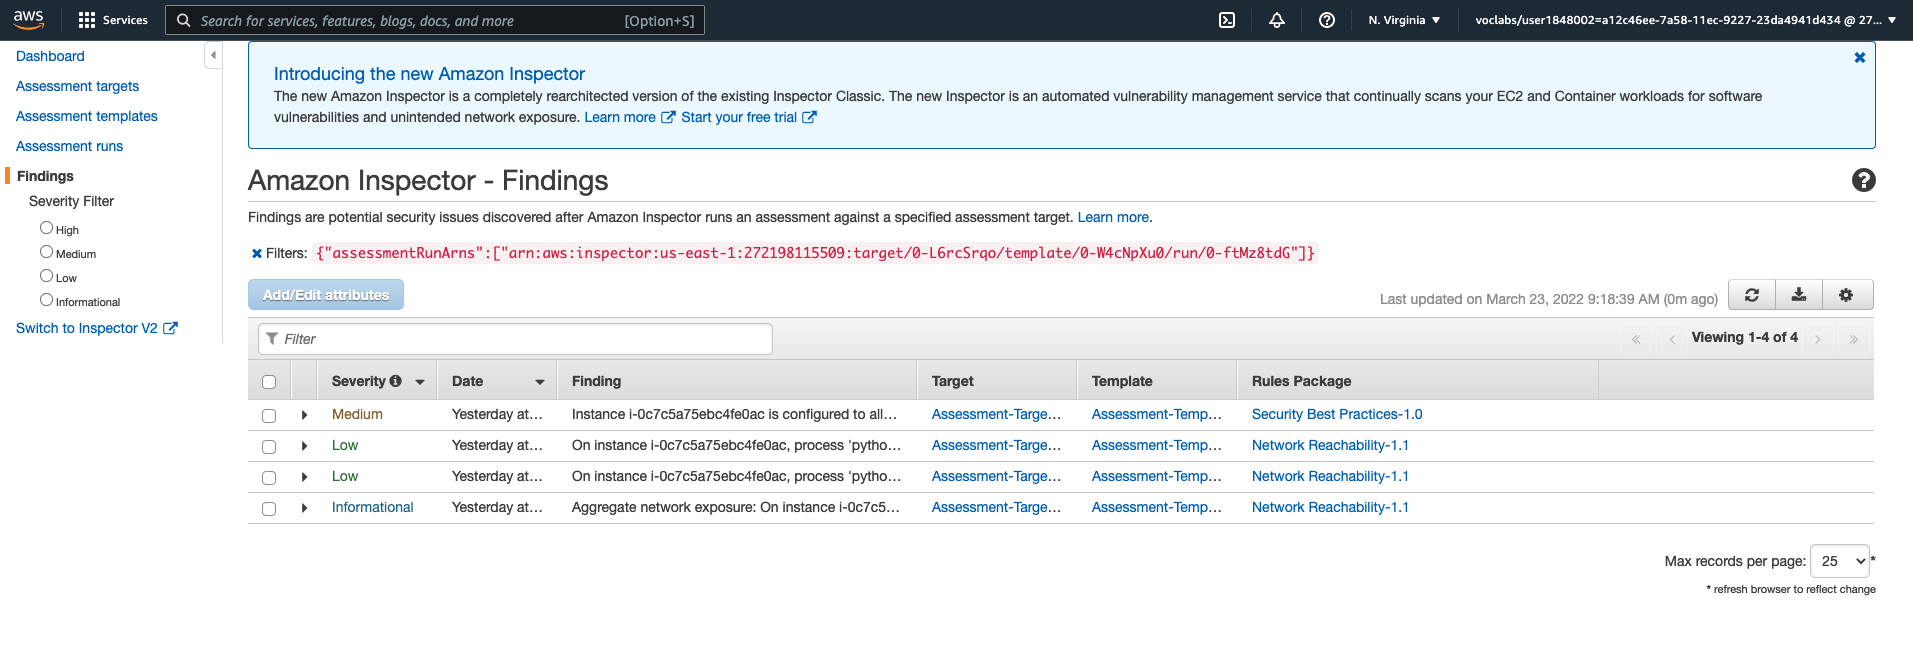 aws Services Search for services, features, blogs, docs, and more [Option+S] N. Virginia voclabs/user1848002=a12c46ee-7a58-11ec-9227-23da4941d434 @ 27...
Dashboard
Assessment targets
Assessment templates
Assessment runs
Findings
Severity Filter
High
Medium
Low
Informational
Switch to Inspector V2
Introducing the new Amazon Inspector
The new Amazon Inspector is a completely rearchitected version of the existing Inspector Classic. The new Inspector is an automated vulnerability management service that continually scans your EC2 and Container workloads for software
vulnerabilities and unintended network exposure. Learn more Start your free trial
Amazon Inspector - Findings
Findings are potential security issues discovered after Amazon Inspector runs an assessment against a specified assessment target. Learn more.
Filters: {"assessmentRunArns":["arn:aws:inspector:us-east-1:272198115509:target/0-L6rcSrqo/template/0-W4cNpXu0/run/0-ftMz8tdG"]}
Add/Edit attributes
Last updated on March 23, 2022 9:18:39 AM (0m ago)
Filter
« ‹ Viewing 1-4 of 4 › »
Severity Date Finding Target Template Rules Package
Medium Yesterday at... Instance i-0c7c5a75ebc4fe0ac is configured to all... Assessment-Targe... Assessment-Temp... Security Best Practices-1.0
Low Yesterday at... On instance i-0c7c5a75ebc4fe0ac, process 'pytho... Assessment-Targe... Assessment-Temp... Network Reachability-1.1
Low Yesterday at... On instance i-0c7c5a75ebc4fe0ac, process 'pytho... Assessment-Targe... Assessment-Temp... Network Reachability-1.1
Informational Yesterday at... Aggregate network exposure: On instance i-0c7c5... Assessment-Targe... Assessment-Temp... Network Reachability-1.1
Max records per page: 25 *
* refresh browser to reflect change